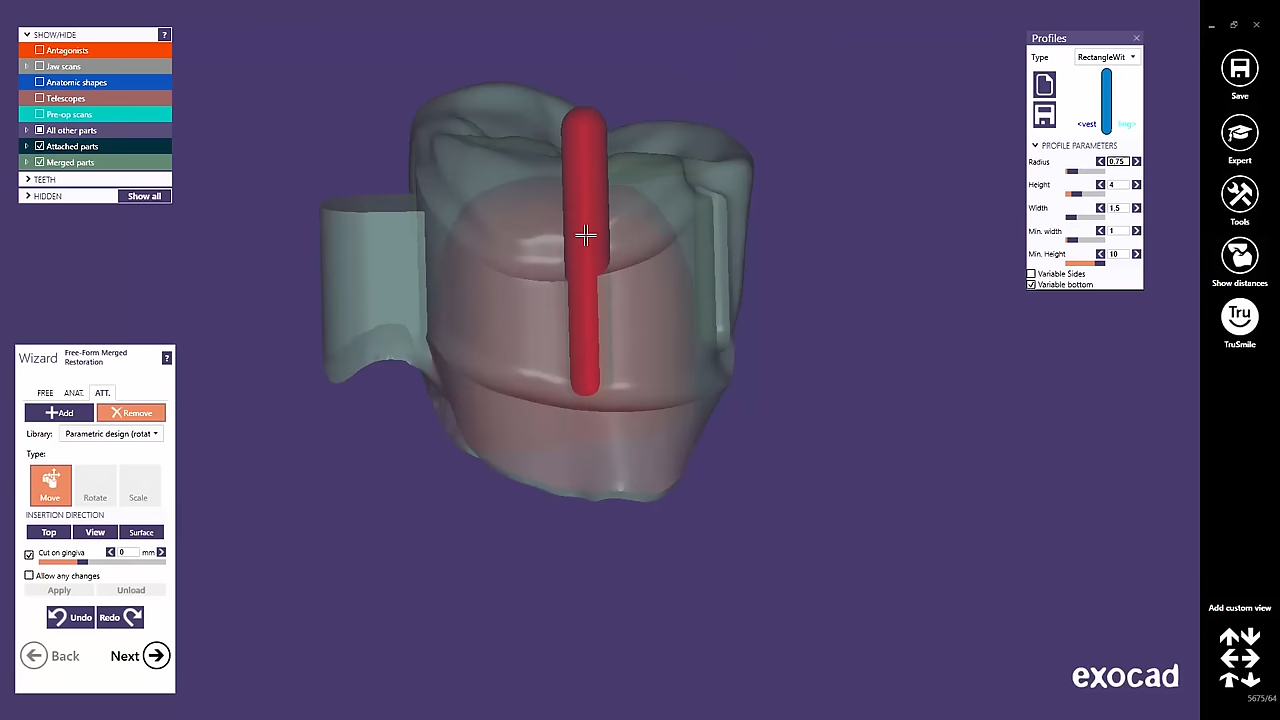 SHOW/HIDE ?
Antagonists
Jaw scans
Anatomic shapes
Telescopes
Pre-op scans
All other parts
Attached parts
Merged parts
TEETH
HIDDEN Show all
Wizard Free-Form Merged Restoration ?
FREE ANAT. ATT.
Add Remove
Library: Parametric design (rotat
Type:
Move Rotate Scale
INSERTION DIRECTION
Top View Surface
Cut on gingiva 0 mm
Allow any changes
Apply Unload
Undo Redo
Back Next
Profiles
Type RectangleWit
<vest ling>
PROFILE PARAMETERS
Radius 0.75
Height 4
Width 1.5
Min. width 1
Min. Height 10
Variable Sides
Variable bottom
Save
Expert
Tools
Show distances
Tru
TruSmile
Add custom view
5675/64
exocad